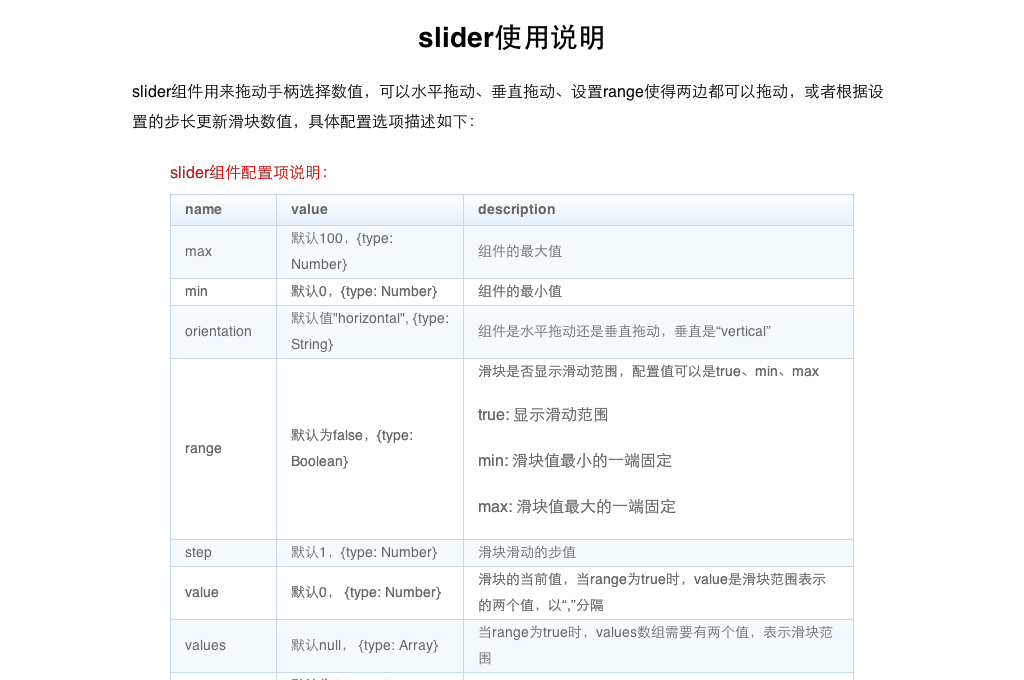 slider使用说明
slider组件用来拖动手柄选择数值，可以水平拖动、垂直拖动、设置range使得两边都可以拖动，或者根据设
置的步长更新滑块数值，具体配置选项描述如下：
slider组件配置项说明：
name value description
max 默认100，{type: 组件的最大值
Number}
min 默认0，{type: Number} 组件的最小值
orientation 默认值"horizontal", {type: 组件是水平拖动还是垂直拖动，垂直是“vertical”
String}
range 默认为false，{type: 滑块是否显示滑动范围，配置值可以是true、min、max
Boolean} true: 显示滑动范围
min: 滑块值最小的一端固定
max: 滑块值最大的一端固定
step 默认1，{type: Number} 滑块滑动的步值
value 默认0， {type: Number} 滑块的当前值，当range为true时，value是滑块范围表示
的两个值，以“,”分隔
values 默认null， {type: Array} 当range为true时，values数组需要有两个值，表示滑块范
围